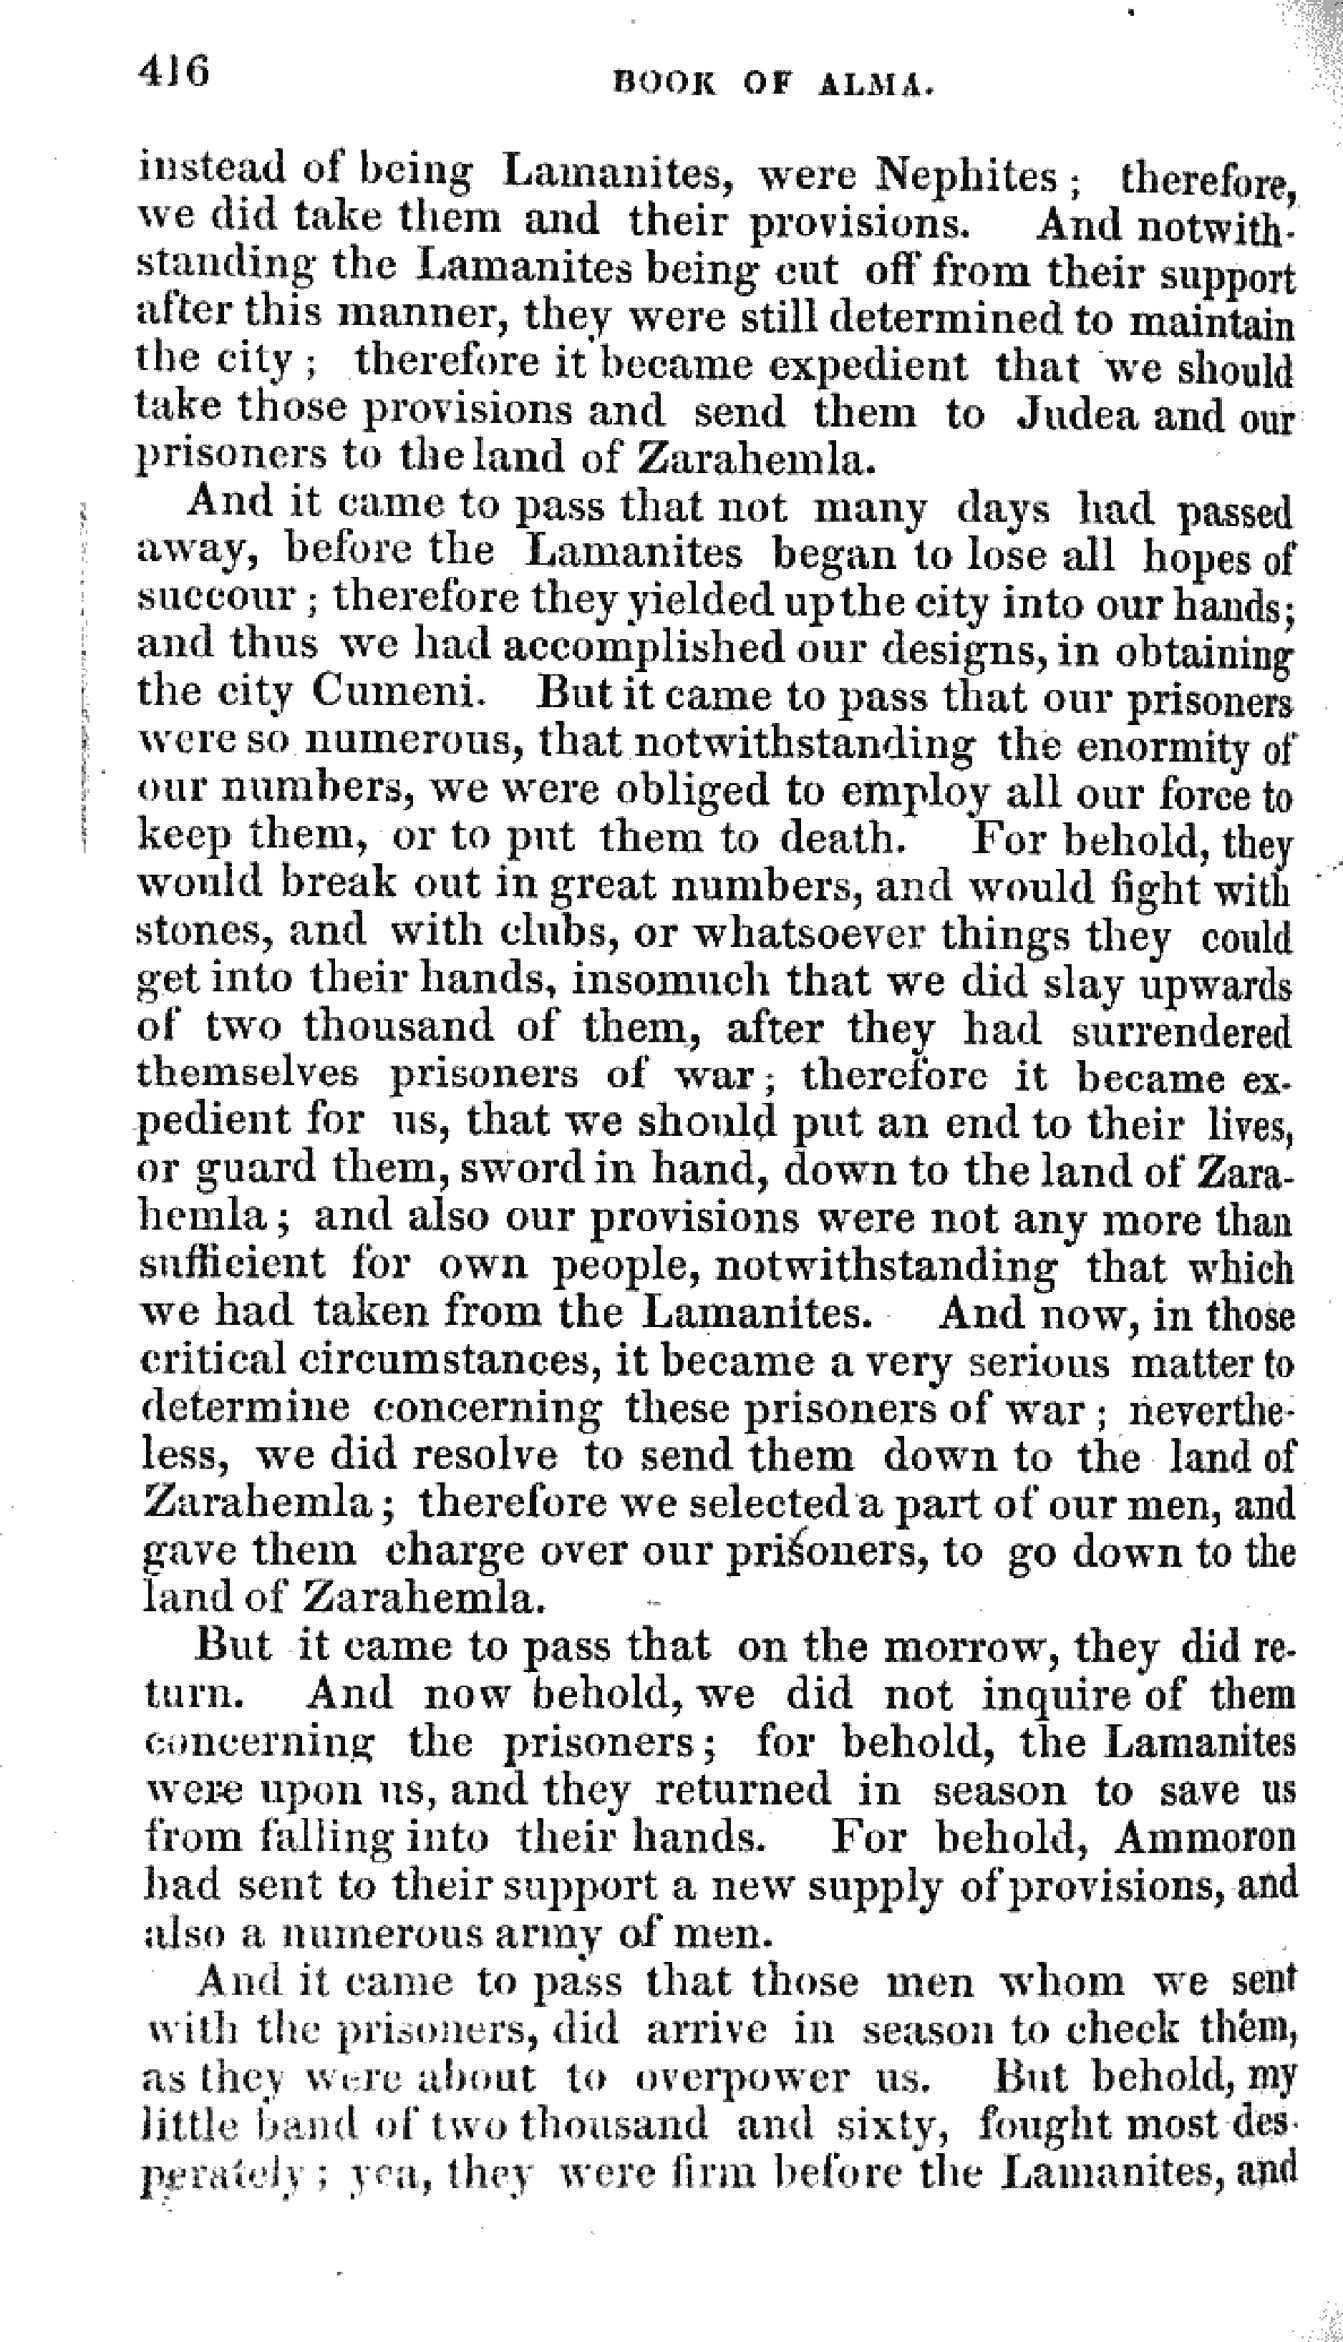 416
BOOK OF ALMA.
instead of being Lamanites, were Nephites; therefore,
we did take them and their provisions. And notwith-
standing the Lamanites being cut off from their support
after this manner, they were still determined to maintain
the city; therefore it became expedient that we should
take those provisions and send them to Judea and our
prisoners to the land of Zarahemla.
And it came to pass that not many days had passed
away, before the Lamanites began to lose all hopes of
succour; therefore they yielded up the city into our hands;
and thus we had accomplished our designs, in obtaining
the city Cumeni. But it came to pass that our prisoners
were so numerous, that notwithstanding the enormity of
our numbers, we were obliged to employ all our force to
keep them, or to put them to death. For behold, they
would break out in great numbers, and would fight with
stones, and with clubs, or whatsoever things they could
get into their hands, insomuch that we did slay upwards
of two thousand of them, after they had surrendered
themselves prisoners of war; therefore it became ex-
pedient for us, that we should put an end to their lives,
or guard them, sword in hand, down to the land of Zara-
hemla; and also our provisions were not any more than
sufficient for own people, notwithstanding that which
we had taken from the Lamanites. And now, in those
critical circumstances, it became a very serious matter to
determine concerning these prisoners of war; neverthe-
less, we did resolve to send them down to the land of
Zarahemla; therefore we selected a part of our men, and
gave them charge over our prisoners, to go down to the
land of Zarahemla.
But it came to pass that on the morrow, they did re-
turn. And now behold, we did not inquire of them
concerning the prisoners; for behold, the Lamanites
were upon us, and they returned in season to save us
from falling into their hands. For behold, Ammoron
had sent to their support a new supply of provisions, and
also a numerous army of men.
And it came to pass that those men whom we sent
with the prisoners, did arrive in season to check them,
as they were about to overpower us. But behold, my
little band of two thousand and sixty, fought most des-
perately; yea, they were firm before the Lamanites, and